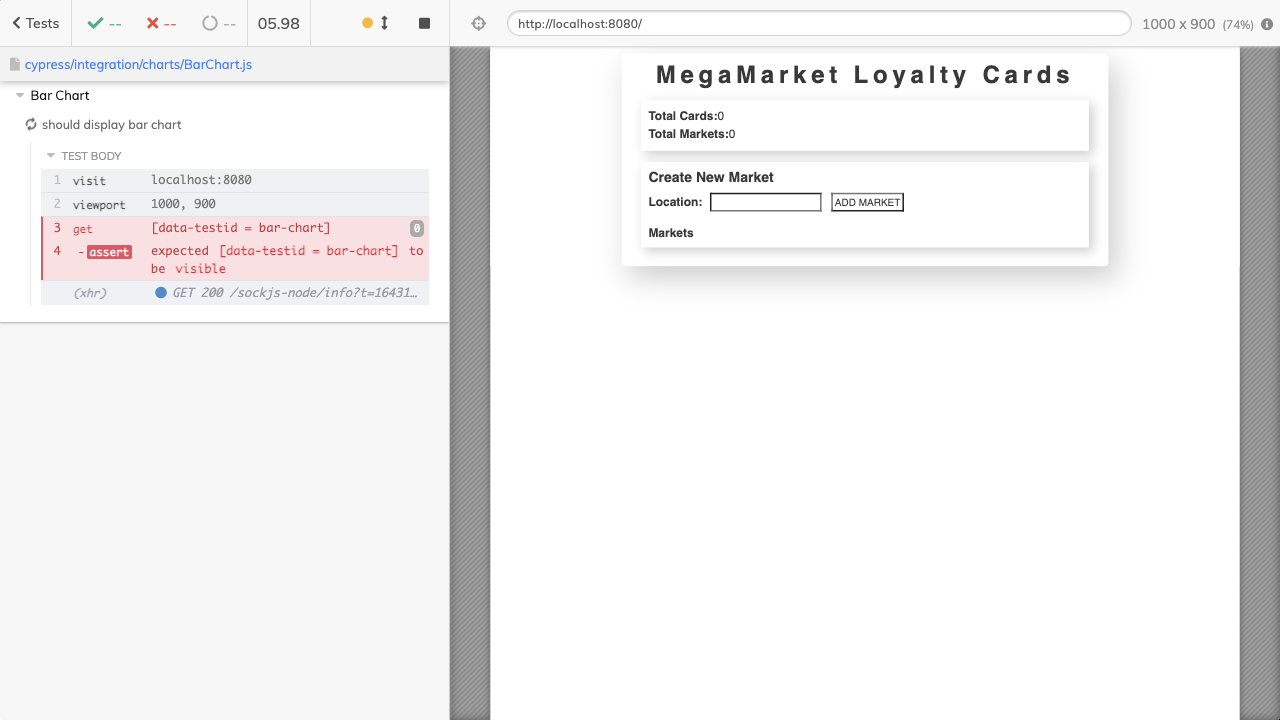 Tests
--
--
--
05.98
http://localhost:8080/
1000 x 900 (74%)
cypress/integration/charts/BarChart.js
Bar Chart
should display bar chart
TEST BODY
1 visit localhost:8080
2 viewport 1000, 900
3 get [data-testid = bar-chart] 0
4 -assert expected [data-testid = bar-chart] to
be visible
(xhr) GET 200 /sockjs-node/info?t=16431…
MegaMarket Loyalty Cards
Total Cards:0
Total Markets:0
Create New Market
Location: ADD MARKET
Markets